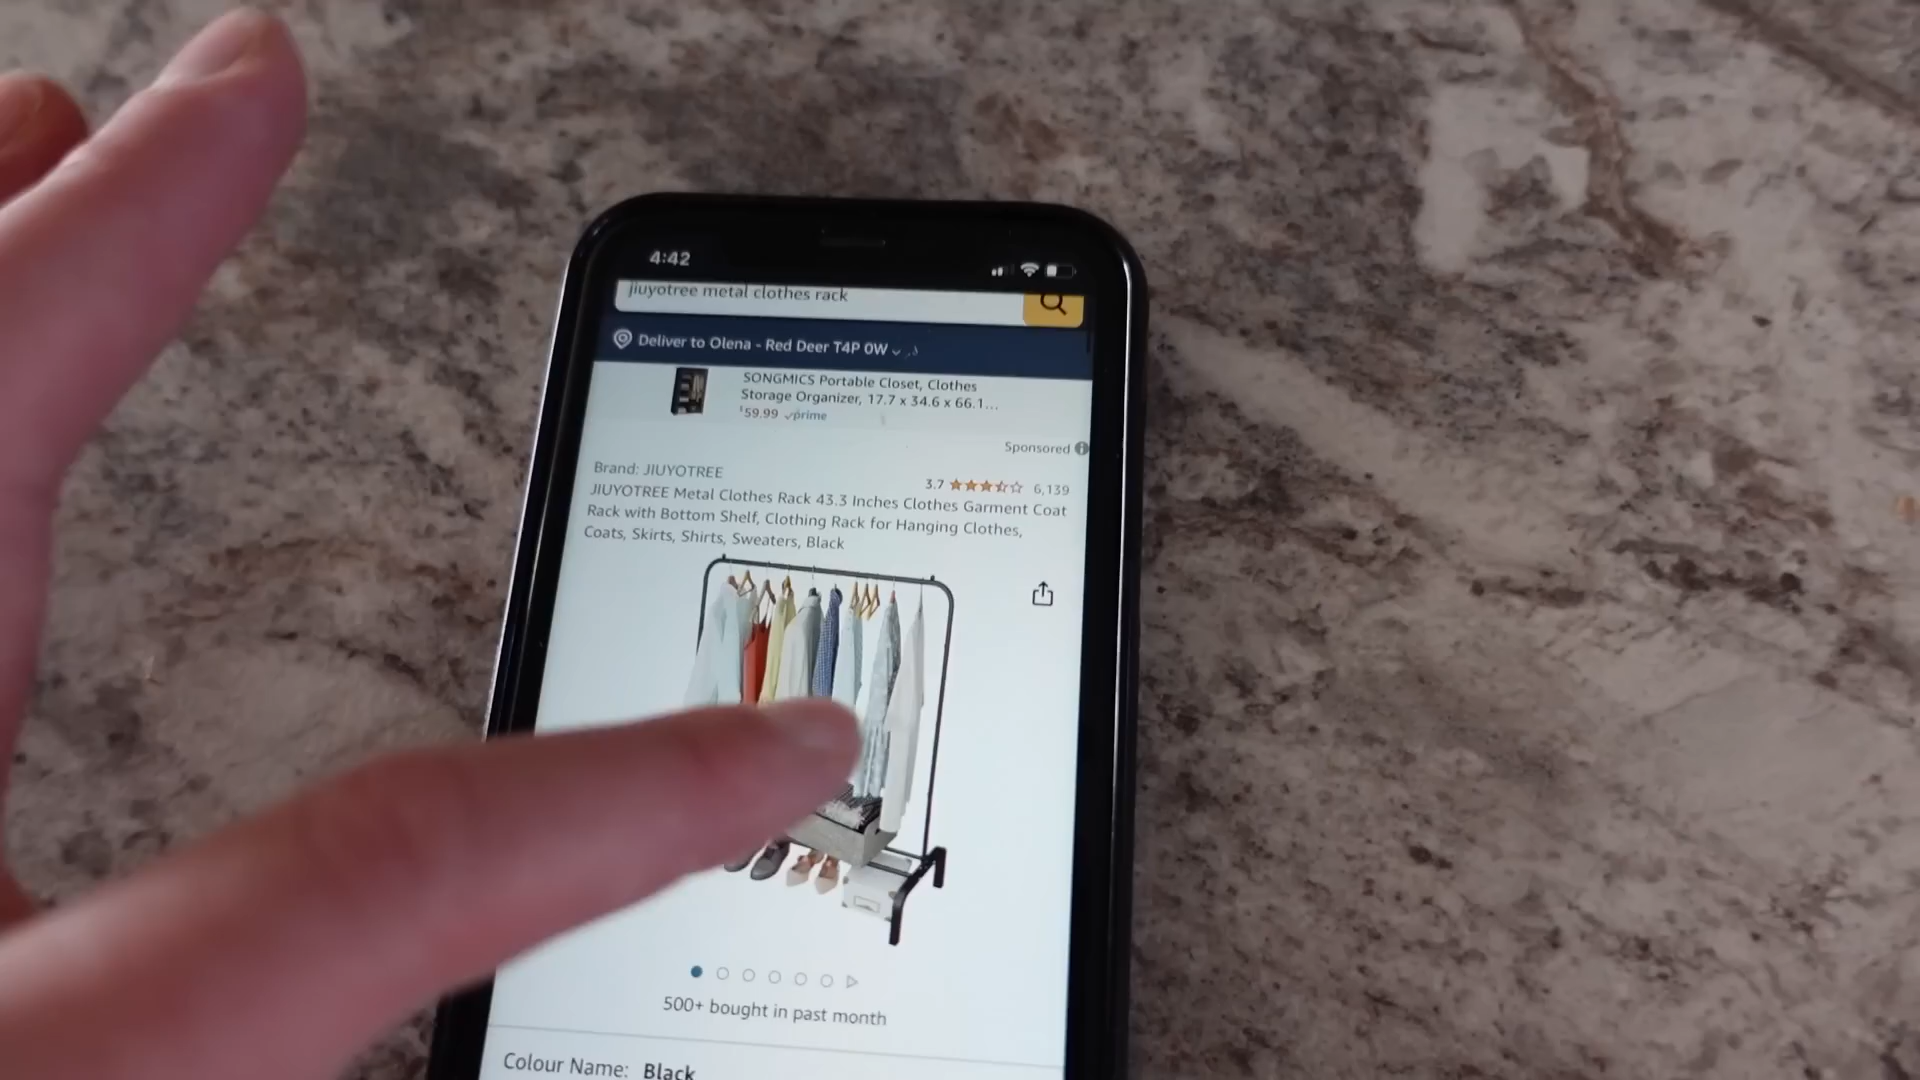 4:42
jiuyotree metal clothes rack
Deliver to Olena - Red Deer T4P 0W
SONGMICS Portable Closet, Clothes
Storage Organizer, 17.7 x 34.6 x 66.1...
$59.99 prime
Sponsored
Brand: JIUYOTREE
3.7 6,139
JIUYOTREE Metal Clothes Rack 43.3 Inches Clothes Garment Coat
Rack with Bottom Shelf, Clothing Rack for Hanging Clothes,
Coats, Skirts, Shirts, Sweaters, Black
500+ bought in past month
Colour Name: Black